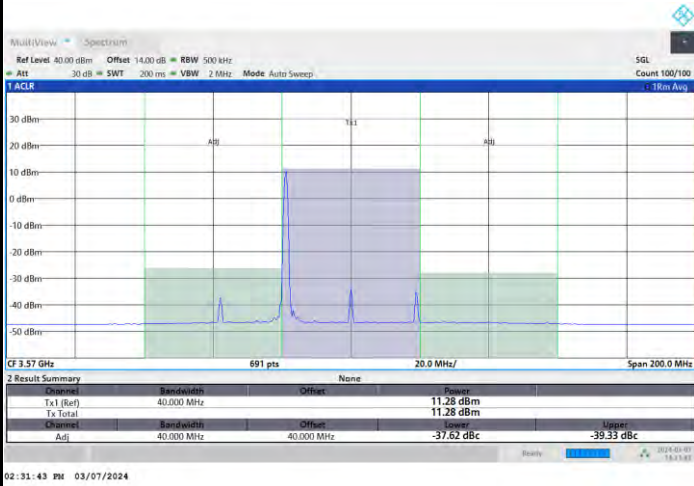 MultiView Spectrum
Ref Level 40.00 dBm Offset 14.00 dB RBW 500 kHz SGL
Att 30 dB SWT 200 ms VBW 2 MHz Mode Auto Sweep Count 100/100
1 ACLR 1Rm Avg
Tx1
Adj Adj
30 dBm
20 dBm
10 dBm
0 dBm
-10 dBm
-20 dBm
-30 dBm
-40 dBm
-50 dBm
CF 3.57 GHz 691 pts 20.0 MHz/ Span 200.0 MHz
2 Result Summary None
Channel Bandwidth Offset Power
Tx1 (Ref) 40.000 MHz 11.28 dBm
Tx Total 11.28 dBm
Channel Bandwidth Offset Lower Upper
Adj 40.000 MHz 40.000 MHz -37.62 dBc -39.33 dBc
Ready
02:31:43 PM 03/07/2024